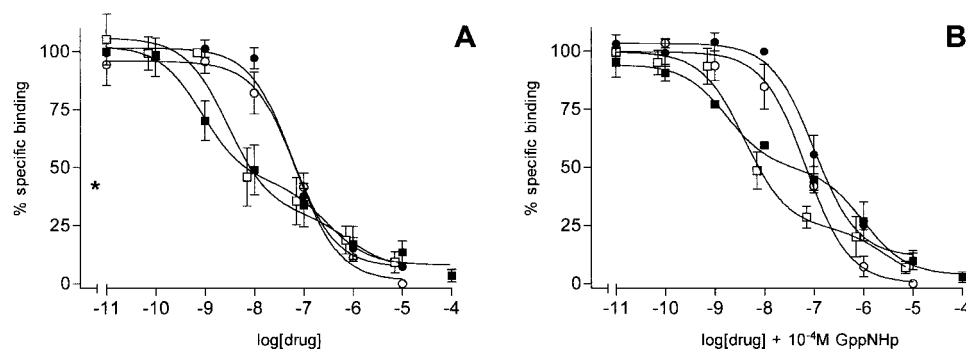 A
100
75
50
25
0
% specific binding
*
-11 -10 -9 -8 -7 -6 -5 -4
log[drug]
B
100
75
50
25
0
% specific binding
-11 -10 -9 -8 -7 -6 -5 -4
log[drug] + 10⁻⁴M GppNHp